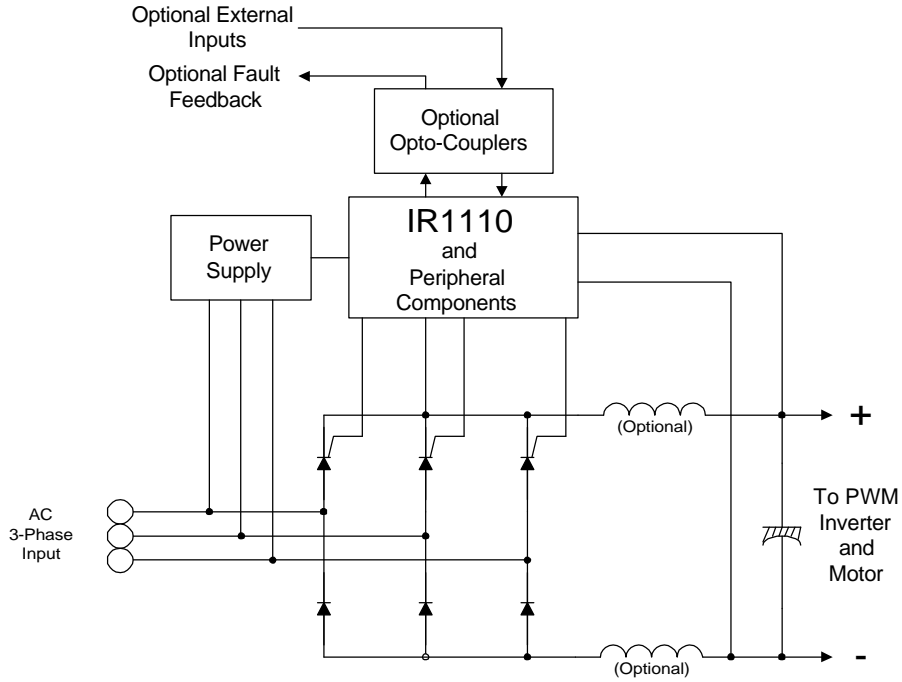 Optional External
Inputs
Optional Fault
Feedback
Optional
Opto-Couplers
IR1110
and
Peripheral
Components
Power
Supply
(Optional)
+
AC
3-Phase
Input
To PWM
Inverter
and
Motor
(Optional)
-